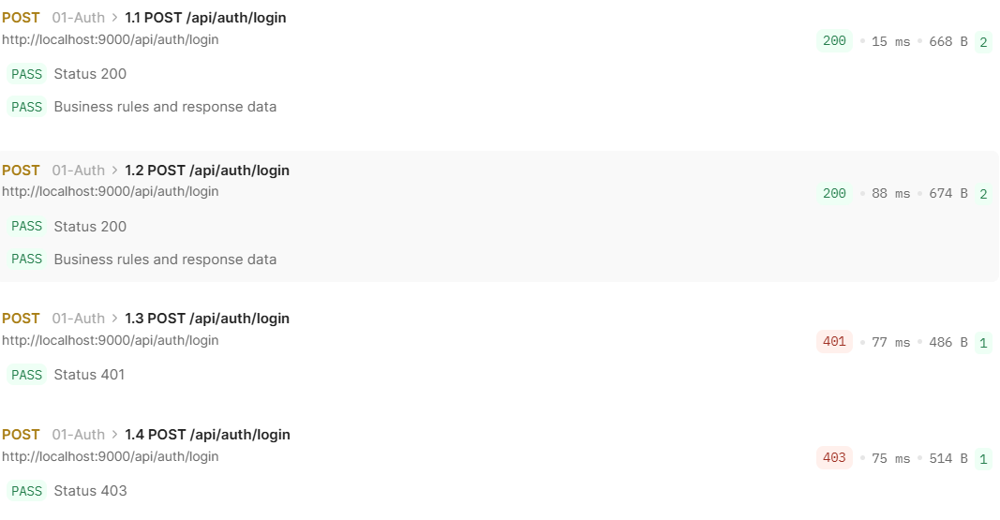 POST 01-Auth > 1.1 POST /api/auth/login
http://localhost:9000/api/auth/login
200 • 15 ms • 668 B 2
PASS Status 200
PASS Business rules and response data
POST 01-Auth > 1.2 POST /api/auth/login
http://localhost:9000/api/auth/login
200 • 88 ms • 674 B 2
PASS Status 200
PASS Business rules and response data
POST 01-Auth > 1.3 POST /api/auth/login
http://localhost:9000/api/auth/login
401 • 77 ms • 486 B 1
PASS Status 401
POST 01-Auth > 1.4 POST /api/auth/login
http://localhost:9000/api/auth/login
403 • 75 ms • 514 B 1
PASS Status 403